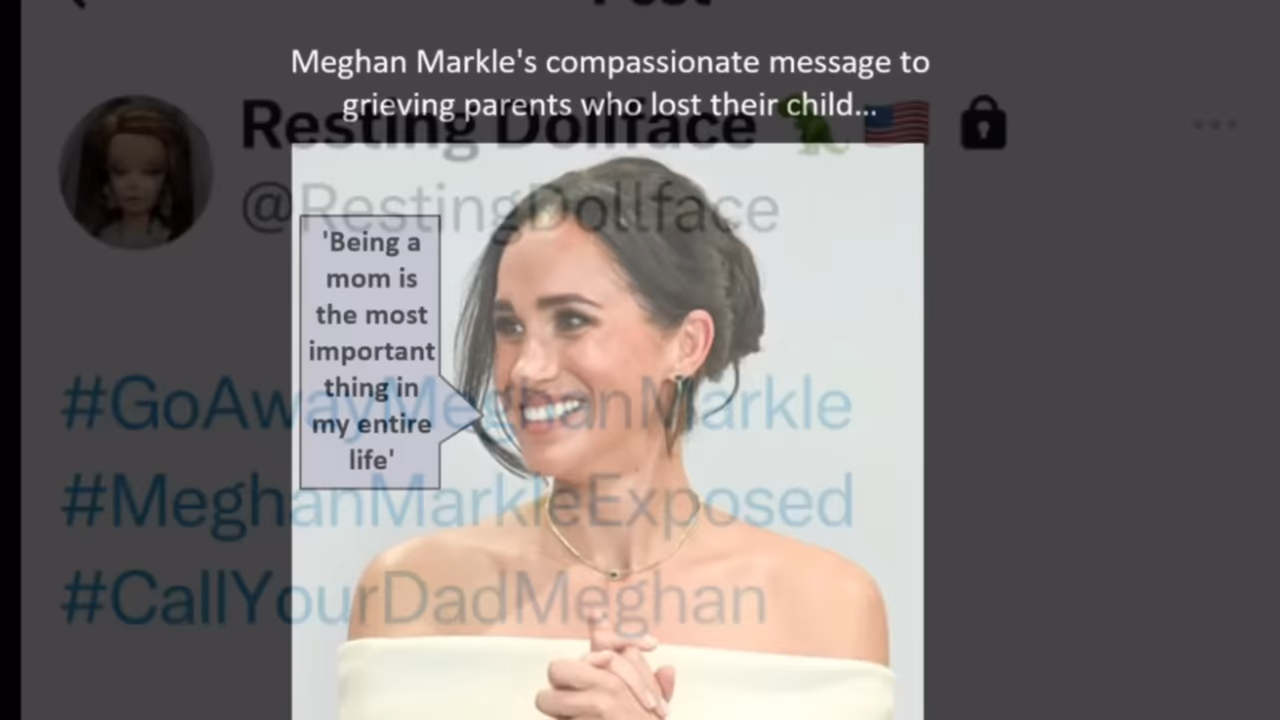 Post
Meghan Markle's compassionate message to
grieving parents who lost their child...
Resting Dollface
@RestingDollface
'Being a
mom is
the most
important
thing in
my entire
life'
#GoAwayMeghanMarkle
#MeghanMarkleExposed
#CallYourDadMeghan